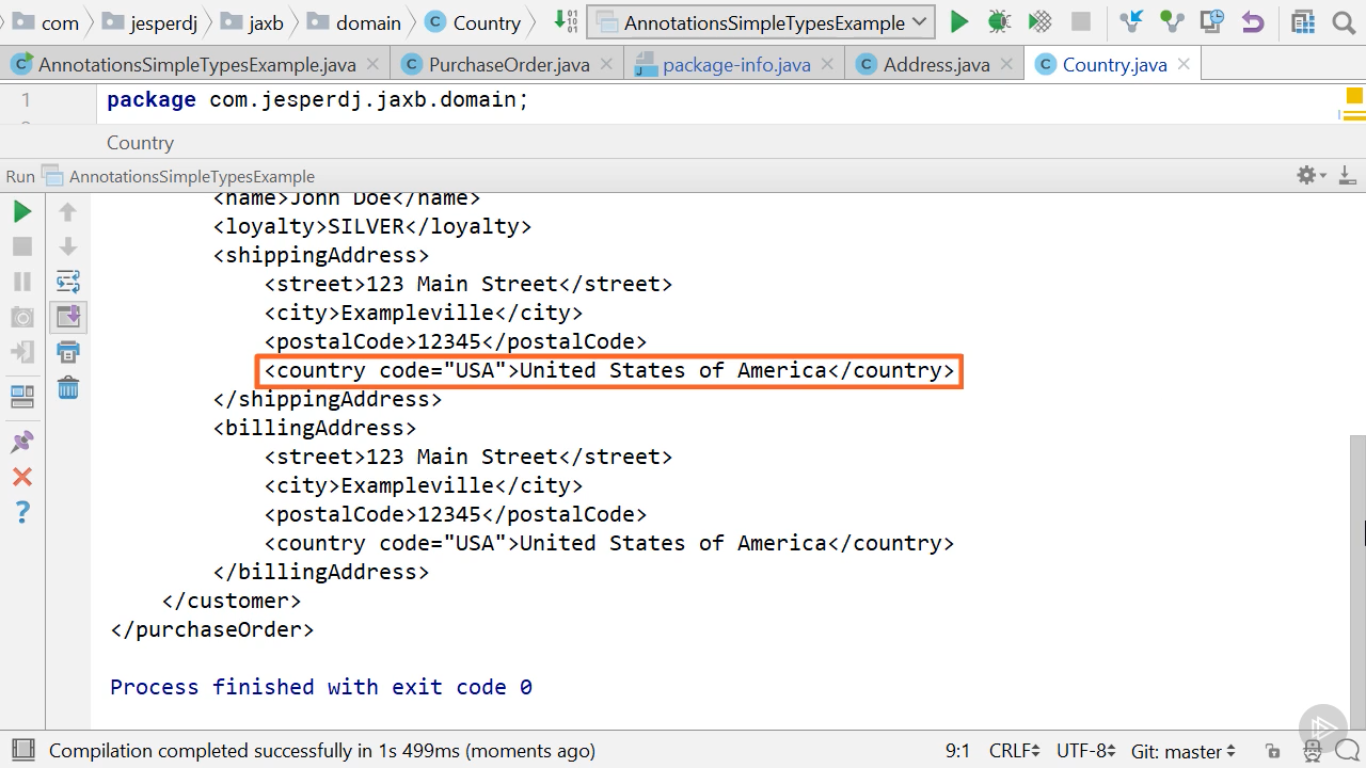 com jesperdj jaxb domain Country AnnotationsSimpleTypesExample
AnnotationsSimpleTypesExample.java PurchaseOrder.java package-info.java Address.java Country.java
1 package com.jesperdj.jaxb.domain;
Country
Run AnnotationsSimpleTypesExample
<name>John Doe</name>
<loyalty>SILVER</loyalty>
<shippingAddress>
<street>123 Main Street</street>
<city>Exampleville</city>
<postalCode>12345</postalCode>
<country code="USA">United States of America</country>
</shippingAddress>
<billingAddress>
<street>123 Main Street</street>
<city>Exampleville</city>
<postalCode>12345</postalCode>
<country code="USA">United States of America</country>
</billingAddress>
</customer>
</purchaseOrder>
Process finished with exit code 0
Compilation completed successfully in 1s 499ms (moments ago) 9:1 CRLF UTF-8 Git: master